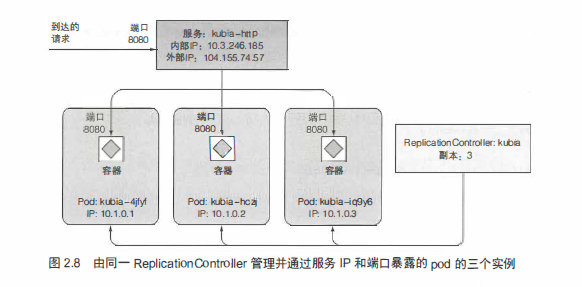 到达的
请求
端口
8080
服务：kubia-http
内部IP：10.3.246.185
外部IP：104.155.74.57
端口
8080
容器
Pod: kubia-4jfyf
IP: 10.1.0.1
端口
8080
容器
Pod: kubia-hczj
IP: 10.1.0.2
端口
8080
容器
Pod: kubia-iq9y6
IP: 10.1.0.3
ReplicationController: kubia
副本：3
图 2.8 由同一 ReplicationController 管理并通过服务 IP 和端口暴露的 pod 的三个实例